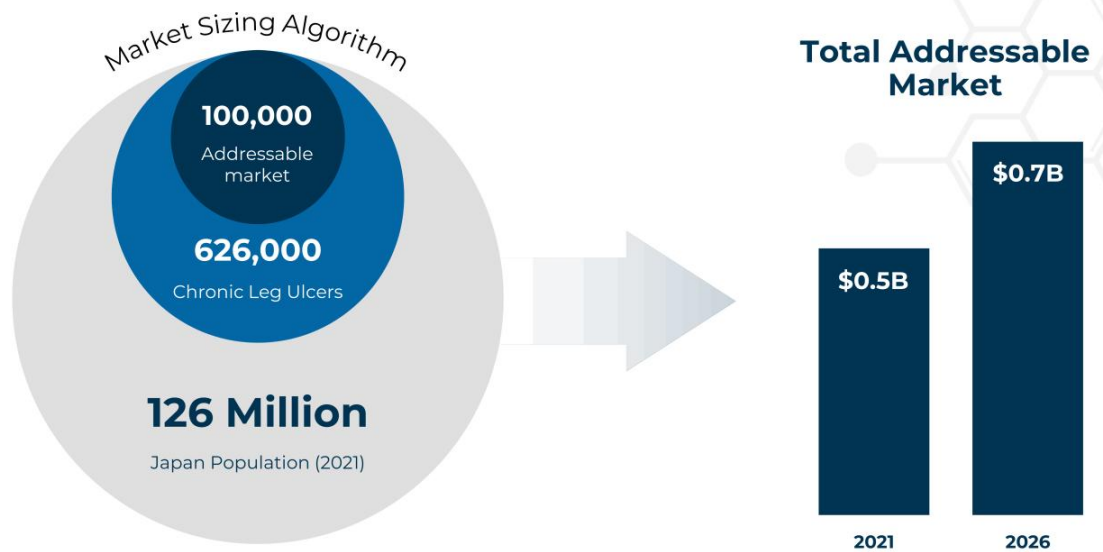 Market Sizing Algorithm
100,000
Addressable
market
626,000
Chronic Leg Ulcers
126 Million
Japan Population (2021)
Total Addressable
Market
$0.5B
$0.7B
2021
2026